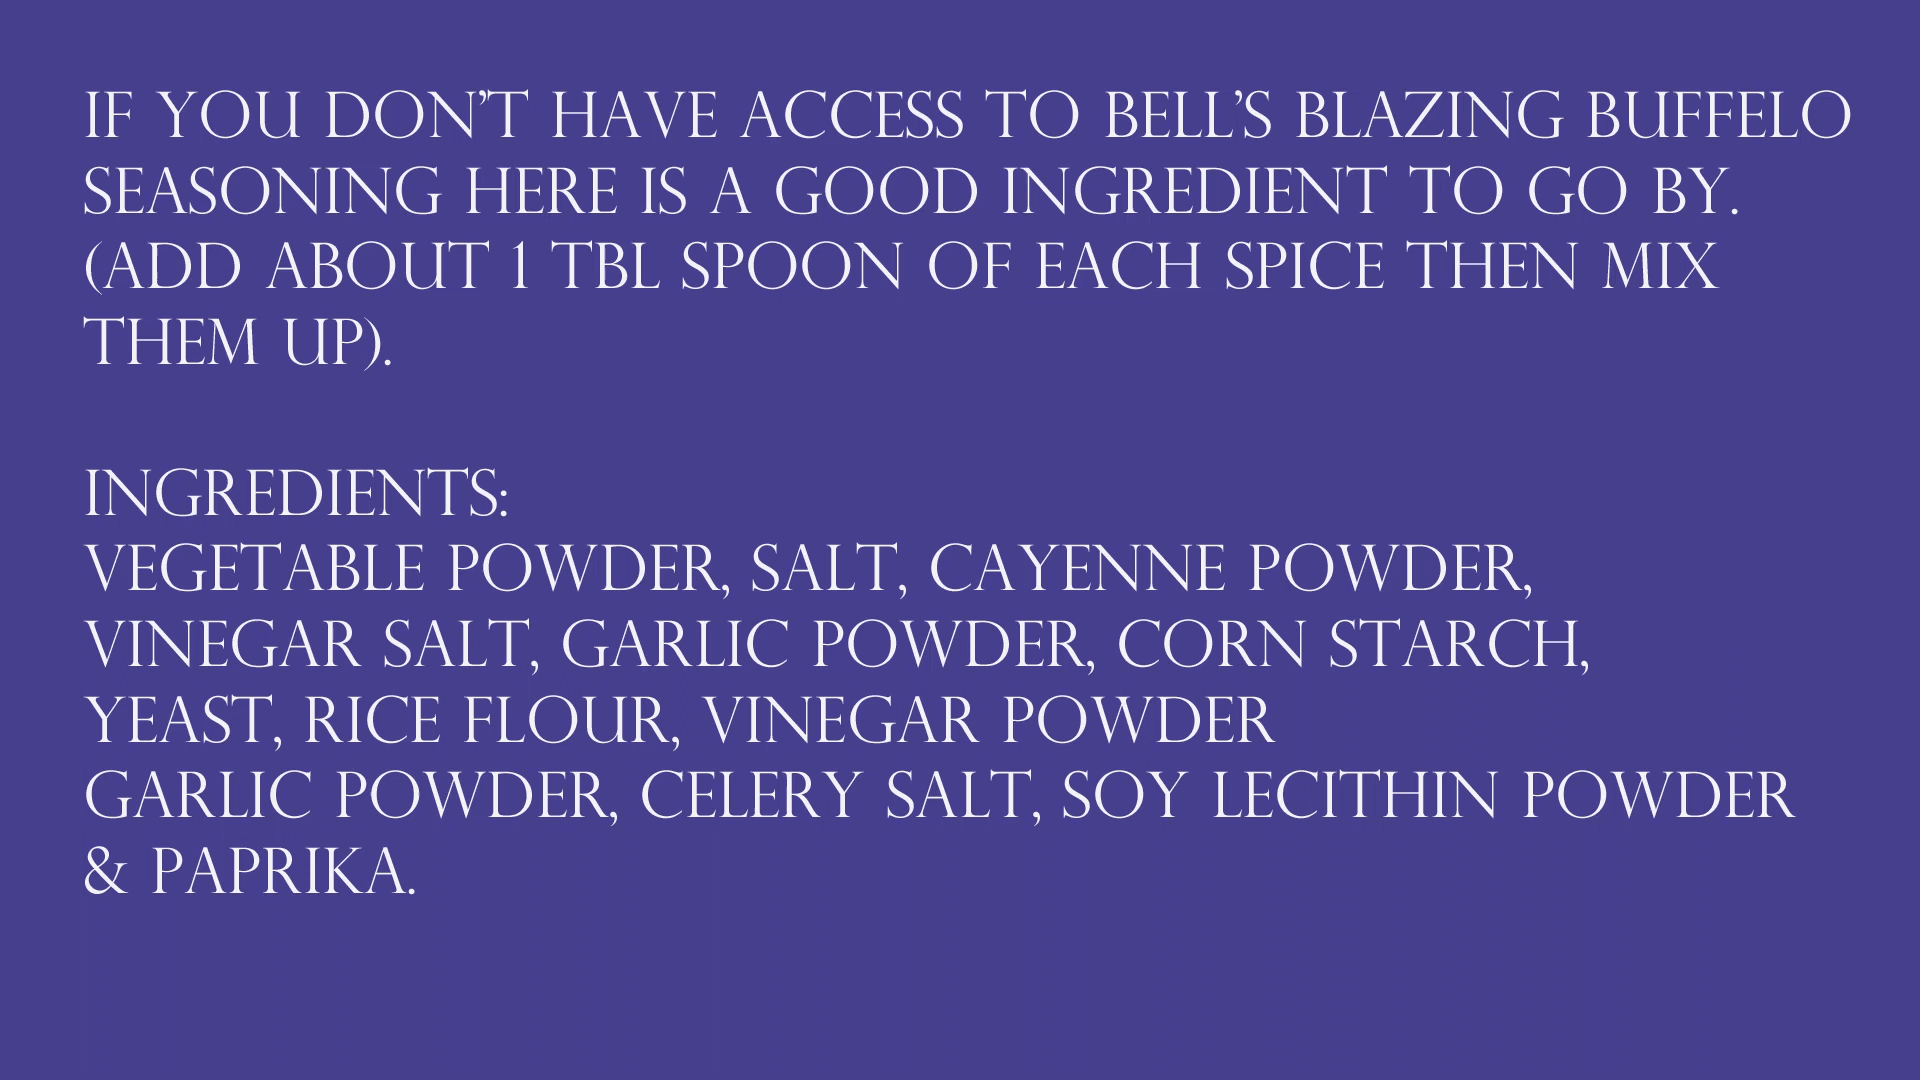 IF YOU DON'T HAVE ACCESS TO BELL'S BLAZING BUFFELO
SEASONING HERE IS A GOOD INGREDIENT TO GO BY.
(ADD ABOUT 1 TBL SPOON OF EACH SPICE THEN MIX
THEM UP).
INGREDIENTS:
VEGETABLE POWDER, SALT, CAYENNE POWDER,
VINEGAR SALT, GARLIC POWDER, CORN STARCH,
YEAST, RICE FLOUR, VINEGAR POWDER
GARLIC POWDER, CELERY SALT, SOY LECITHIN POWDER
& PAPRIKA.